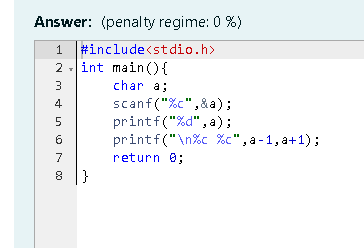 Answer: (penalty regime: 0 %)
1 #include<stdio.h>
2 int main(){
3     char a;
4     scanf("%c",&a);
5     printf("%d",a);
6     printf("\n%c %c",a-1,a+1);
7     return 0;
8 }